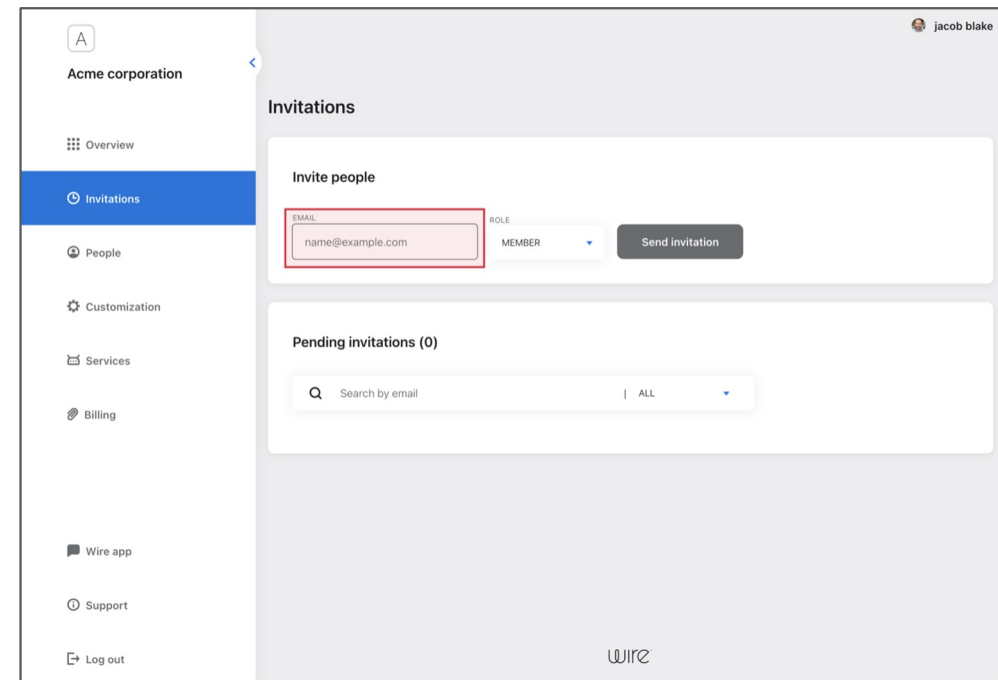 A
jacob blake
Acme corporation
Invitations
Overview
Invite people
Invitations
EMAIL
ROLE
name@example.com
MEMBER
Send invitation
People
Customization
Pending invitations (0)
Services
Search by email | ALL
Billing
Wire app
Support
Log out
wire